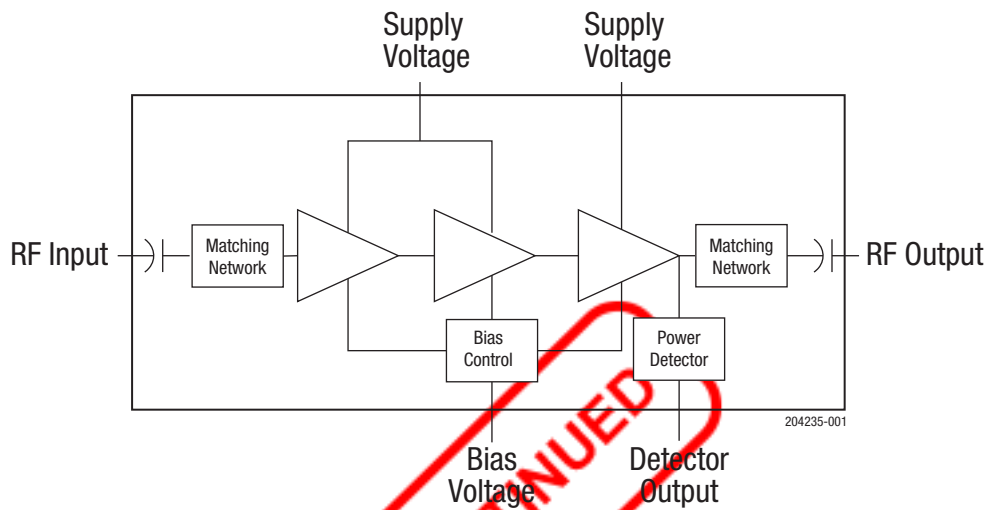 Supply
Voltage
Supply
Voltage
RF Input
Matching
Network
Matching
Network
RF Output
Bias
Control
Power
Detector
204235-001
Bias
Voltage
Detector
Output
TINUED